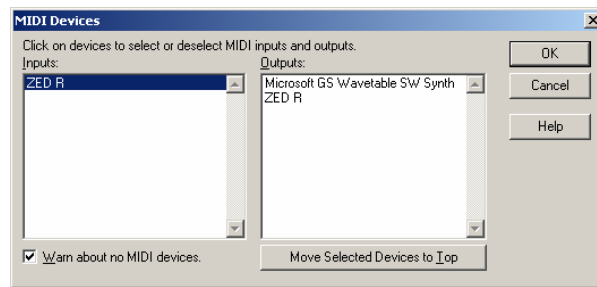 MIDI Devices
Click on devices to select or deselect MIDI inputs and outputs.
Inputs:
Outputs:
OK
ZED R
Microsoft GS Wavetable SW Synth
ZED R
Cancel
Help
Warn about no MIDI devices.
Move Selected Devices to Top